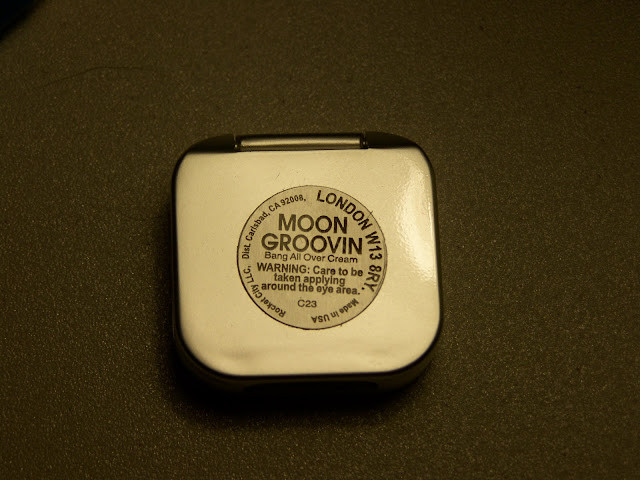 MOON
GROOVIN
Bang All Over Cream
WARNING: Care to be
taken applying
around the eye area.
C23
Rocket City LLC, Dist. Carlsbad, CA 92008, LONDON W13 8RY.
Made in USA